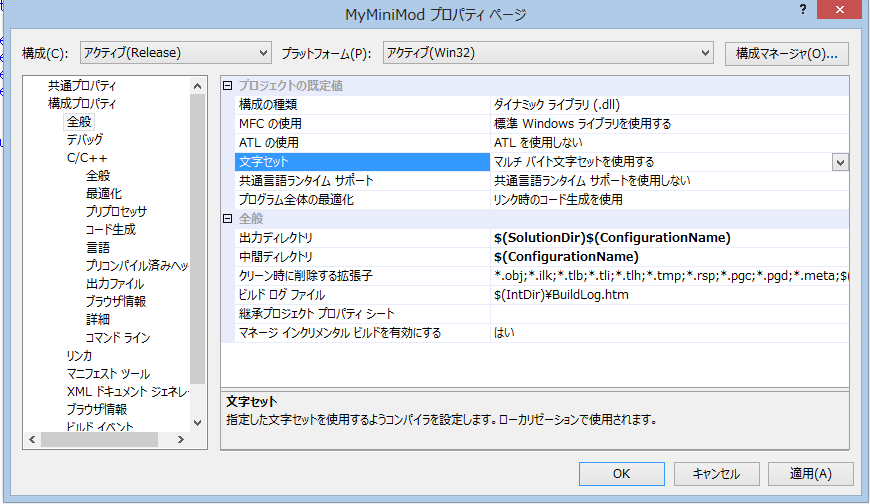 MyMiniMod プロパティ ページ
?
構成(C): アクティブ(Release) プラットフォーム(P): アクティブ(Win32) 構成マネージャ(O)...
共通プロパティ
構成プロパティ
全般
デバッグ
C/C++
全般
最適化
プリプロセッサ
コード生成
言語
プリコンパイル済みヘッ
出力ファイル
ブラウザ情報
詳細
コマンド ライン
リンカ
マニフェスト ツール
XML ドキュメント ジェネレー
ブラウザ情報
ビルド イベント
プロジェクトの既定値
構成の種類 ダイナミック ライブラリ (.dll)
MFC の使用 標準 Windows ライブラリを使用する
ATL の使用 ATL を使用しない
文字セット マルチ バイト文字セットを使用する
共通言語ランタイム サポート 共通言語ランタイム サポートを使用しない
プログラム全体の最適化 リンク時のコード生成を使用
全般
出力ディレクトリ $(SolutionDir)$(ConfigurationName)
中間ディレクトリ $(ConfigurationName)
クリーン時に削除する拡張子 *.obj;*.ilk;*.tlb;*.tli;*.tlh;*.tmp;*.rsp;*.pgc;*.pgd;*.meta;$(
ビルド ログ ファイル $(IntDir)¥BuildLog.htm
継承プロジェクト プロパティ シート
マネージ インクリメンタル ビルドを有効にする はい
文字セット
指定した文字セットを使用するようコンパイラを設定します。ローカリゼーションで使用されます。
OK キャンセル 適用(A)